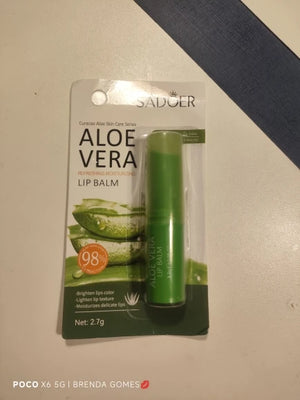 SADOER
Curacao Aloe Skin Care Series
ALOE
VERA
REFRESHING MOISTURIZING
LIP BALM
98%
-Brighten lips color
-Lighten lip texture
-Moisturizes delicate lips
Net: 2.7g
ALOE VERA
LIP BALM
POCO X6 5G | BRENDA GOMES💋